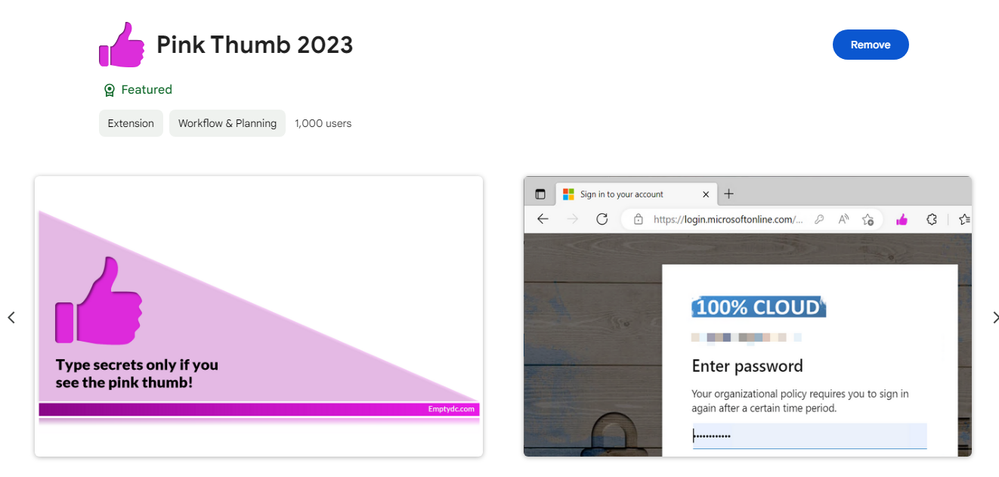 Pink Thumb 2023
Remove
Featured
Extension
Workflow & Planning
1,000 users
Type secrets only if you
see the pink thumb!
Emptydc.com
Sign in to your account
https://login.microsoftonline.com/...
100% CLOUD
Enter password
Your organizational policy requires you to sign in
again after a certain time period.